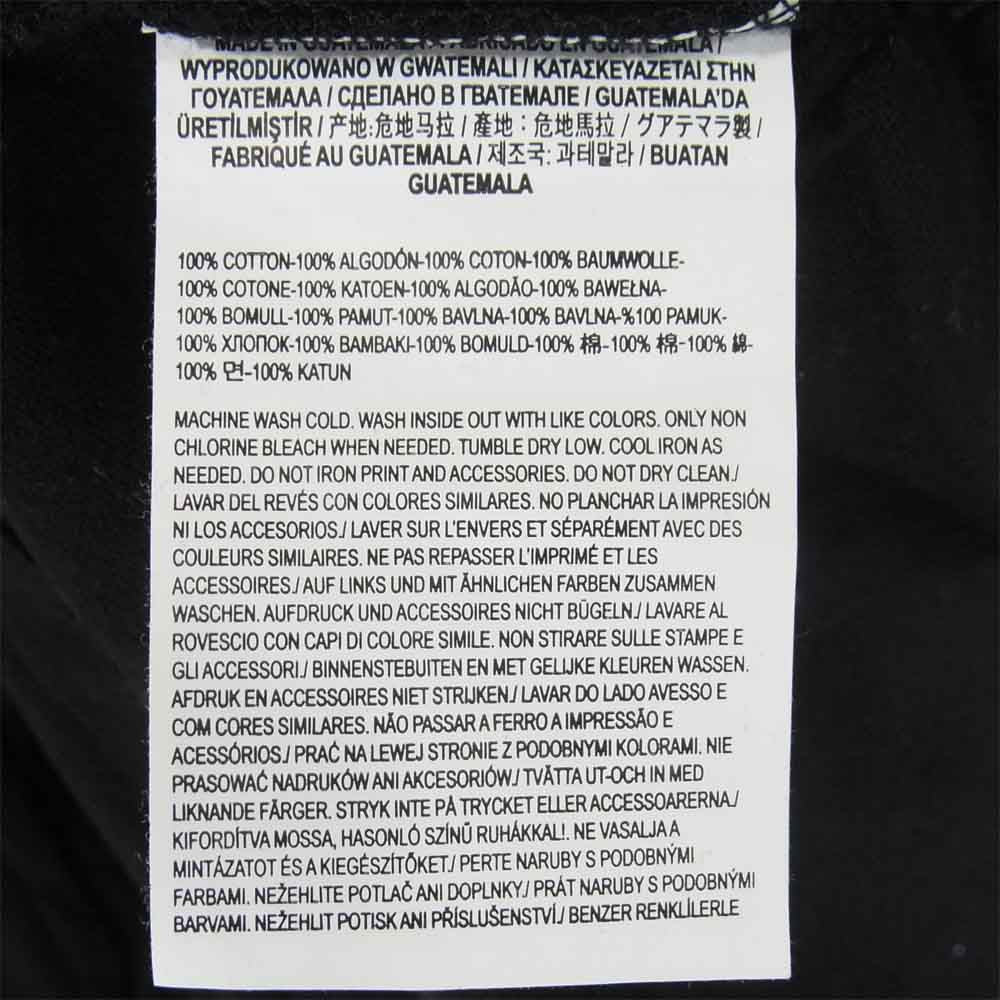 MADE IN GUATEMALA / FABRICADO EN GUATEMALA /
WYPRODUKOWANO W GWATEMALI / ΚΑΤΑΣΚΕΥΑΖΕΤΑΙ ΣΤΗΝ
ΓΟΥΑΤΕΜΑΛΑ / СДЕЛАНО В ГВАТЕМАЛЕ / GUATEMALA'DA
ÜRETİLMİŞTİR / 产地:危地马拉 / 產地：危地馬拉 / グアテマラ製 /
FABRIQUÉ AU GUATEMALA / 제조국: 과테말라 / BUATAN
GUATEMALA
100% COTTON-100% ALGODÓN-100% COTON-100% BAUMWOLLE-
100% COTONE-100% KATOEN-100% ALGODÃO-100% BAWEŁNA-
100% BOMULL-100% PAMUT-100% BAVLNA-100% BAVLNA-%100 PAMUK-
100% ХЛОПОК-100% BAMBAKI-100% BOMULD-100% 棉-100% 棉-100% 綿-
100% 면-100% KATUN
MACHINE WASH COLD. WASH INSIDE OUT WITH LIKE COLORS. ONLY NON
CHLORINE BLEACH WHEN NEEDED. TUMBLE DRY LOW. COOL IRON AS
NEEDED. DO NOT IRON PRINT AND ACCESSORIES. DO NOT DRY CLEAN./
LAVAR DEL REVÉS CON COLORES SIMILARES. NO PLANCHAR LA IMPRESIÓN
NI LOS ACCESORIOS./ LAVER SUR L'ENVERS ET SÉPARÉMENT AVEC DES
COULEURS SIMILAIRES. NE PAS REPASSER L'IMPRIMÉ ET LES
ACCESSOIRES./ AUF LINKS UND MIT ÄHNLICHEN FARBEN ZUSAMMEN
WASCHEN. AUFDRUCK UND ACCESSOIRES NICHT BÜGELN./ LAVARE AL
ROVESCIO CON CAPI DI COLORE SIMILE. NON STIRARE SULLE STAMPE E
GLI ACCESSORI./ BINNENSTEBUITEN EN MET GELIJKE KLEUREN WASSEN.
AFDRUK EN ACCESSOIRES NIET STRIJKEN./ LAVAR DO LADO AVESSO E
COM CORES SIMILARES. NÃO PASSAR A FERRO A IMPRESSÃO E
ACESSÓRIOS./ PRAĆ NA LEWEJ STRONIE Z PODOBNYMI KOLORAMI. NIE
PRASOWAĆ NADRUKÓW ANI AKCESORIÓW./ TVÄTTA UT-OCH IN MED
LIKNANDE FÄRGER. STRYK INTE PÅ TRYCKET ELLER ACCESSOARERNA./
KIFORDÍTVA MOSSA, HASONLÓ SZÍNŰ RUHÁKKAL!. NE VASALJA A
MINTÁZATOT ÉS A KIEGÉSZÍTŐKET./ PERTE NARUBY S PODOBNÝMI
FARBAMI. NEŽEHLITE POTLAČ ANI DOPLNKY./ PRÁT NARUBY S PODOBNÝMI
BARVAMI. NEŽEHLIT POTISK ANI PŘÍSLUŠENSTVÍ./ BENZER RENKLİLERLE